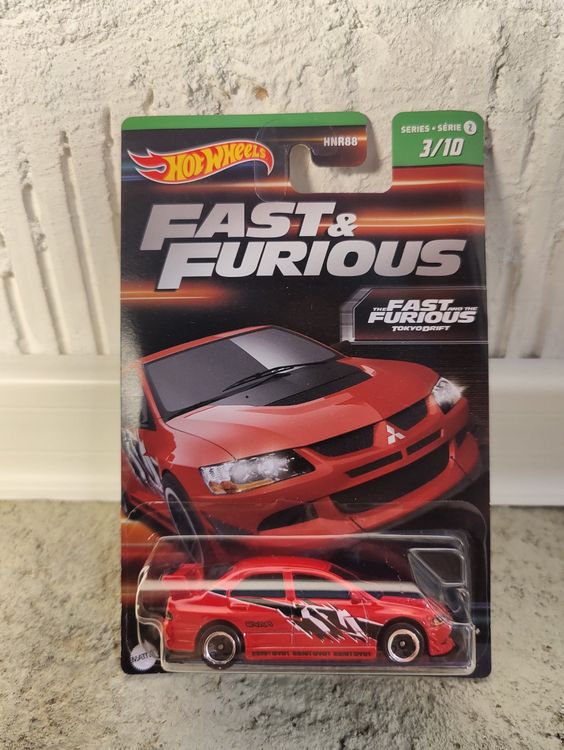 HNR88
SERIES • SÉRIE 2
3/10
HOT WHEELS
FAST &
FURIOUS
THE FAST AND THE
FURIOUS
TOKYO DRIFT